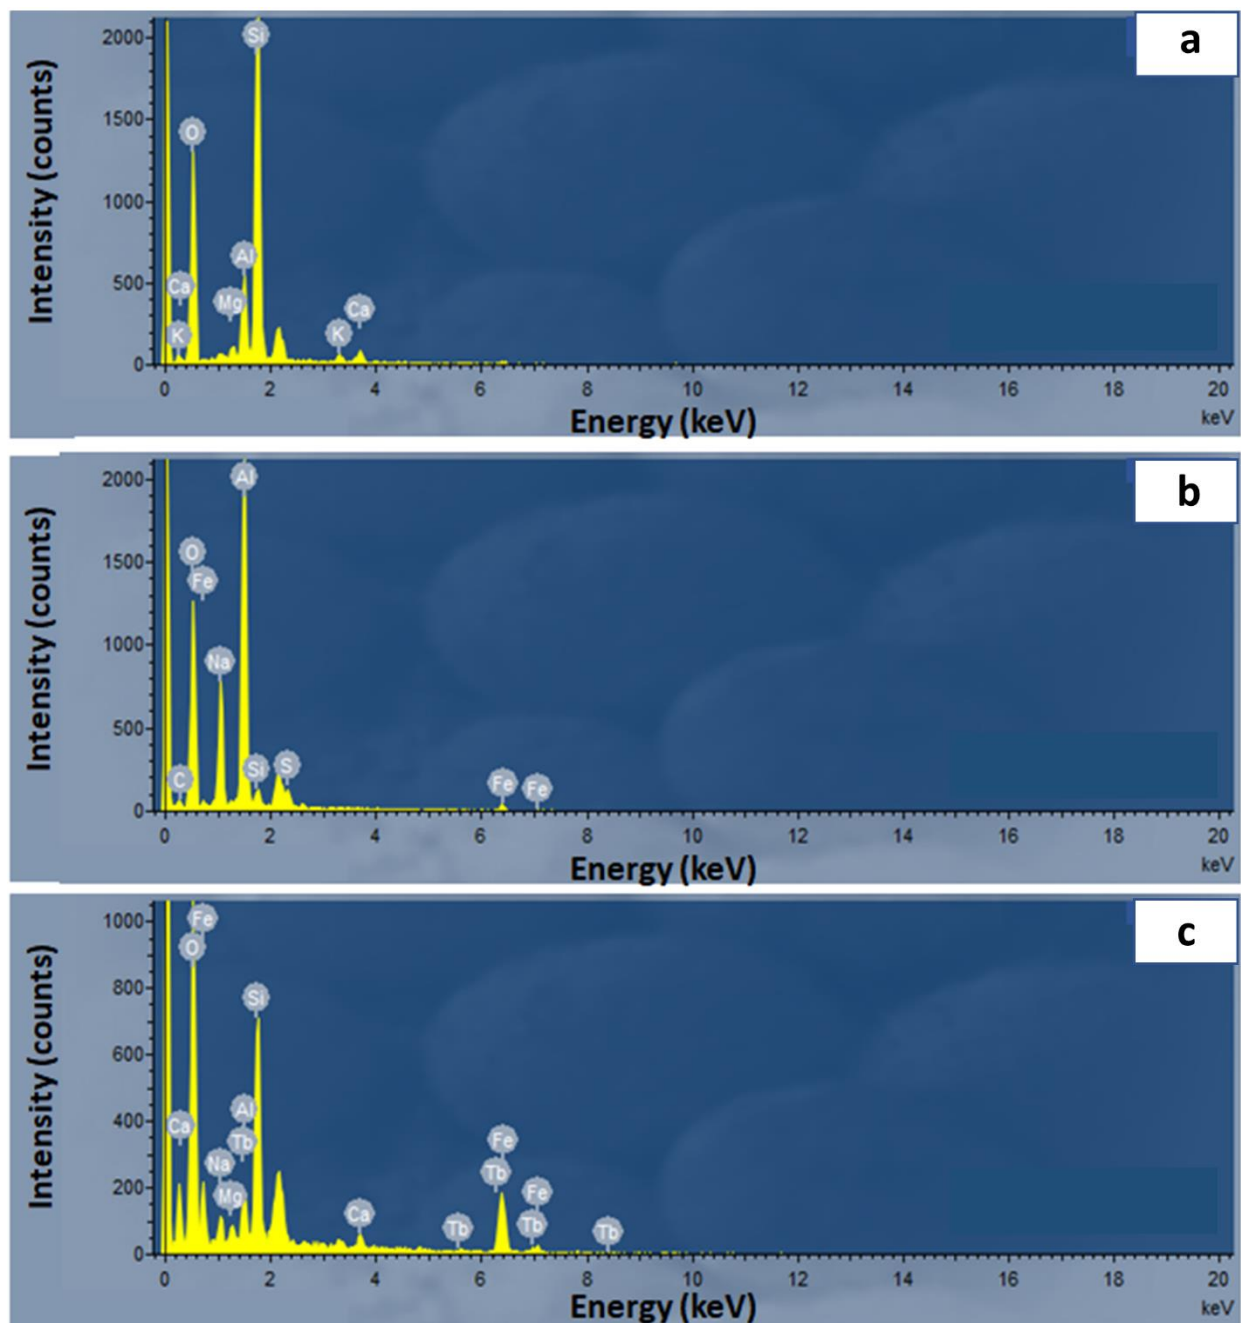 a
Intensity (counts)
2000
1500
1000
500
0
Si
O
Al
Ca
Mg
K
K
Ca
0 2 4 6 8 10 12 14 16 18 20
keV
Energy (keV)
b
Intensity (counts)
2000
1500
1000
500
0
Al
O
Fe
Na
C
Si
S
Fe
Fe
0 2 4 6 8 10 12 14 16 18 20
keV
Energy (keV)
c
Intensity (counts)
1000
800
600
400
200
0
Fe
O
Si
Ca
Al
Tb
Na
Mg
Ca
Tb
Fe
Tb
Fe
Tb
Tb
0 2 4 6 8 10 12 14 16 18 20
keV
Energy (keV)